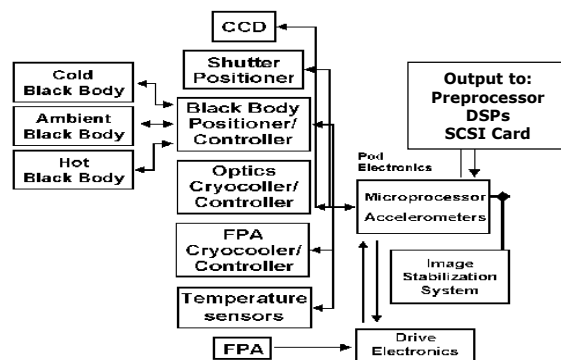 CCD
Shutter
Positioner
Cold
Black Body
Ambient
Black Body
Hot
Black Body
Black Body
Positioner/
Controller
Optics
Cryocoller/
Controller
FPA
Cryocooler/
Controller
Temperature
sensors
FPA
Output to:
Preprocessor
DSPs
SCSI Card
Pod
Electronics
Microprocessor
Accelerometers
Image
Stabilization
System
Drive
Electronics